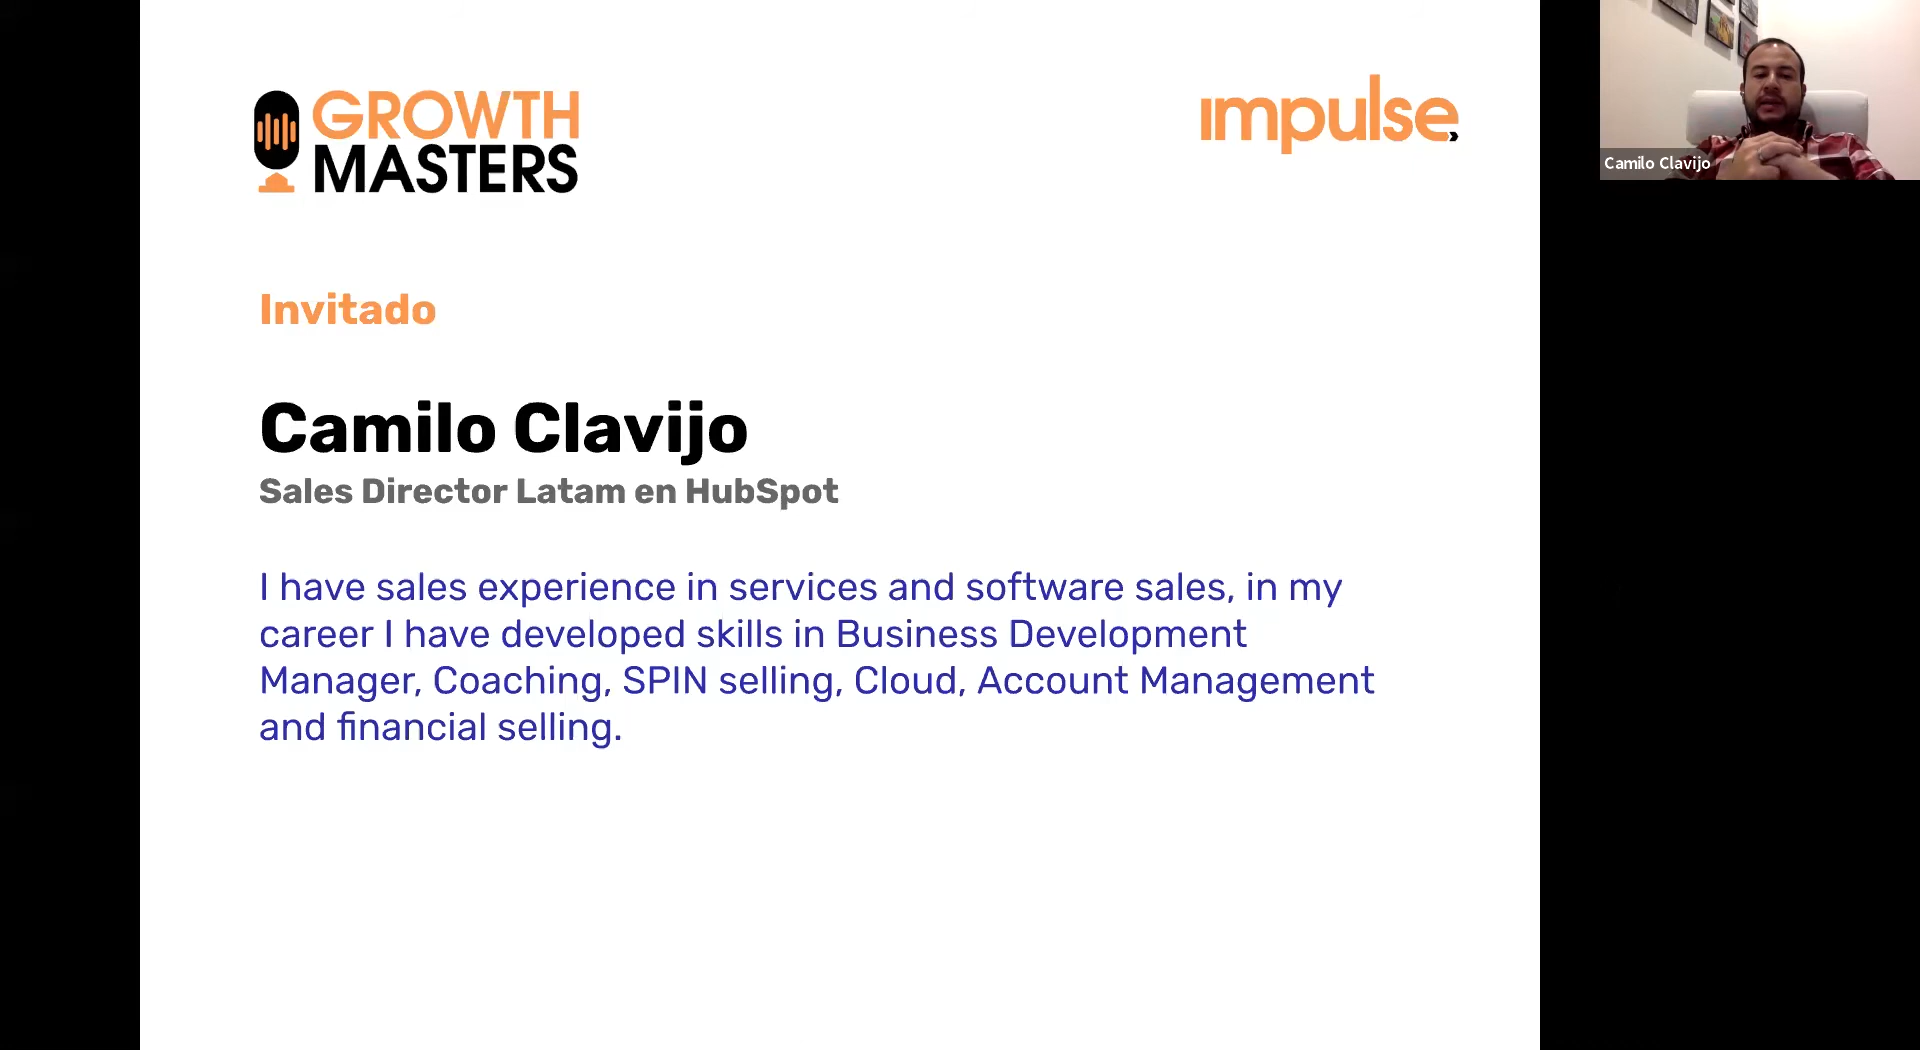 GROWTH
MASTERS
impulse
Camilo Clavijo
Invitado
Camilo Clavijo
Sales Director Latam en HubSpot
I have sales experience in services and software sales, in my
career I have developed skills in Business Development
Manager, Coaching, SPIN selling, Cloud, Account Management
and financial selling.